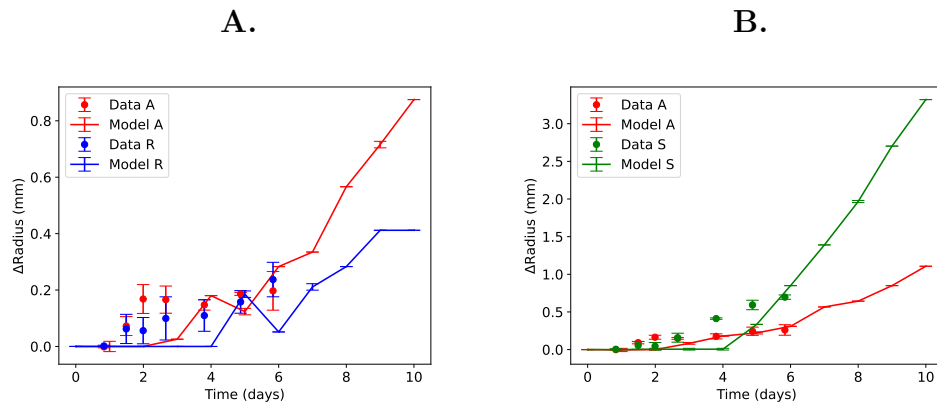 A.
ΔRadius (mm)
0.8
0.6
0.4
0.2
0.0
Data A
Model A
Data R
Model R
0 2 4 6 8 10
Time (days)
B.
ΔRadius (mm)
3.0
2.5
2.0
1.5
1.0
0.5
0.0
Data A
Model A
Data S
Model S
0 2 4 6 8 10
Time (days)